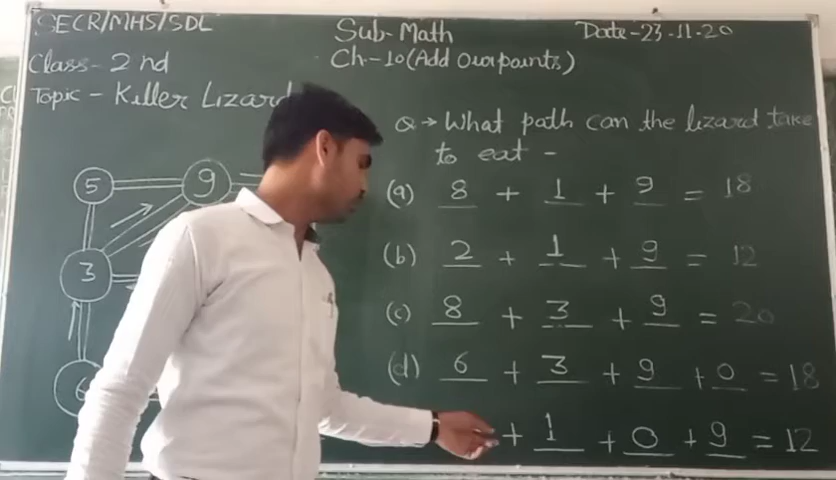 SECR/MHS/SDL
Sub-Math
Date-23.11.20
Class-2nd
Ch-10 (Add our points)
Topic - Killer Lizard
Q → What path can the lizard take
to eat -
5
9
3
6
(a) 8 + 1 + 9 = 18
(b) 2 + 1 + 9 = 12
(c) 8 + 3 + 9 = 20
(d) 6 + 3 + 9 + 0 = 18
+ 1 + 0 + 9 = 12